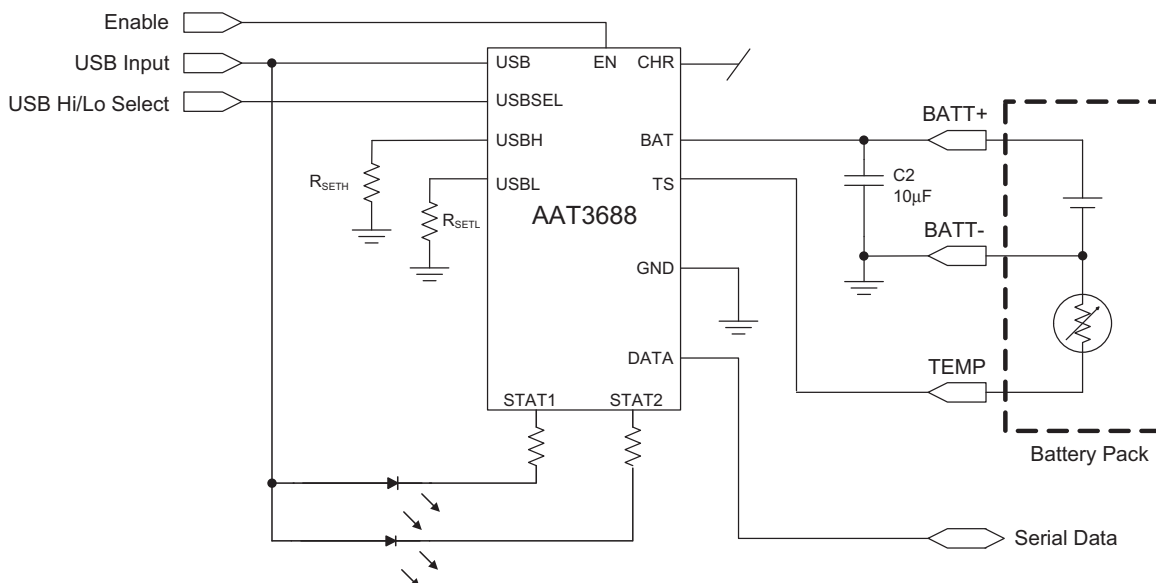 Enable
USB Input
USB Hi/Lo Select
USB
EN
CHR
USBSEL
USBH
USBL
RSETH
RSETL
AAT3688
BAT
TS
GND
DATA
STAT1
STAT2
C2
10μF
BATT+
BATT-
TEMP
Battery Pack
Serial Data